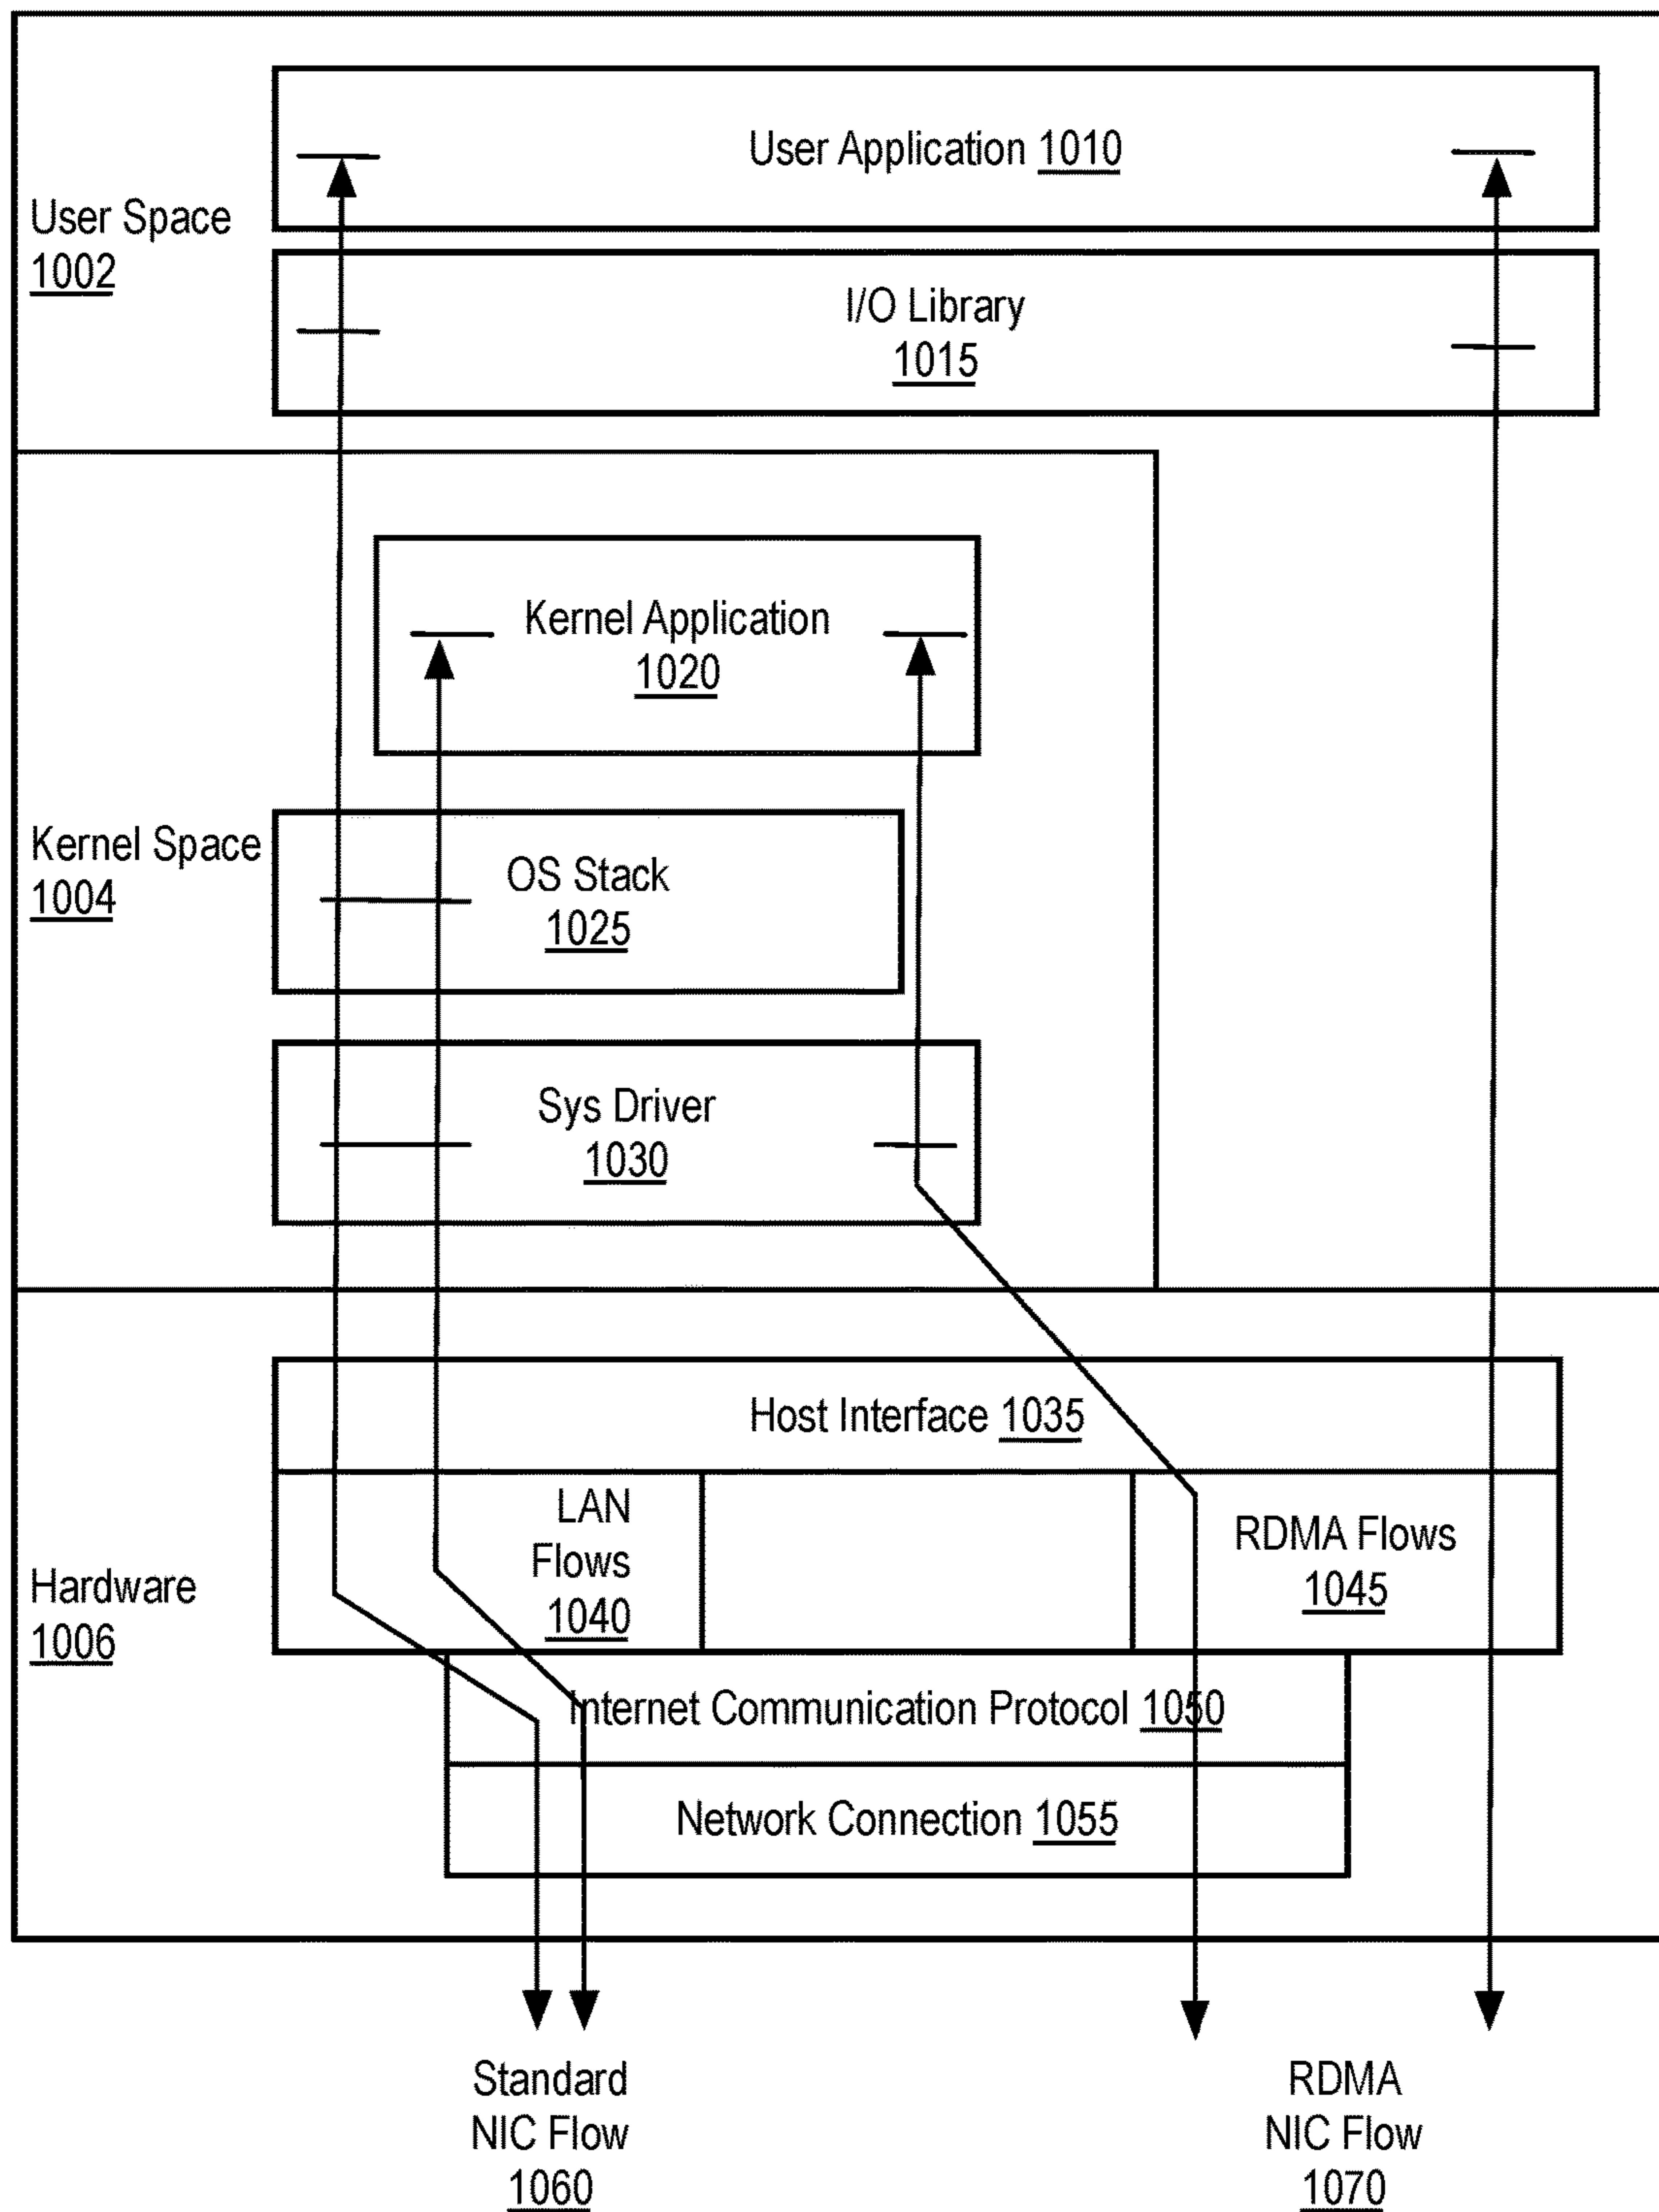 User Application 1010
User Space
1002
I/O Library
1015
Kernel Application
1020
Kernel Space
1004
OS Stack
1025
Sys Driver
1030
Host Interface 1035
LAN
Flows
1040
RDMA Flows
1045
Hardware
1006
Internet Communication Protocol 1050
Network Connection 1055
Standard
NIC Flow
1060
RDMA
NIC Flow
1070